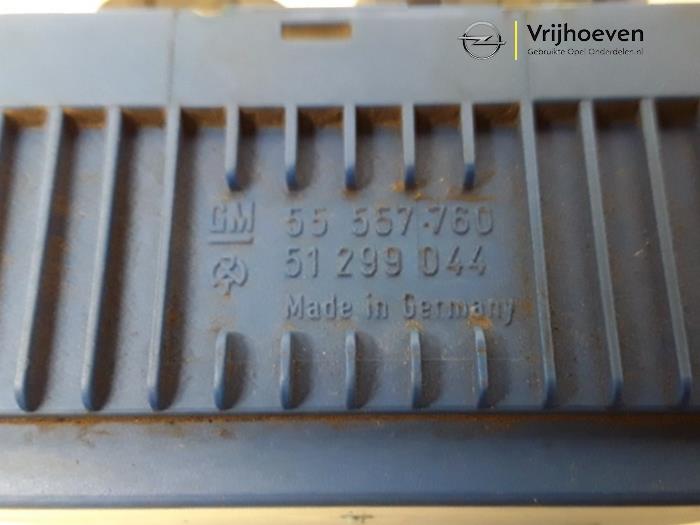 Vrijhoeven
Gebruikte Opel Onderdelen.nl
GM 55 557 760
51 299 044
Made in Germany